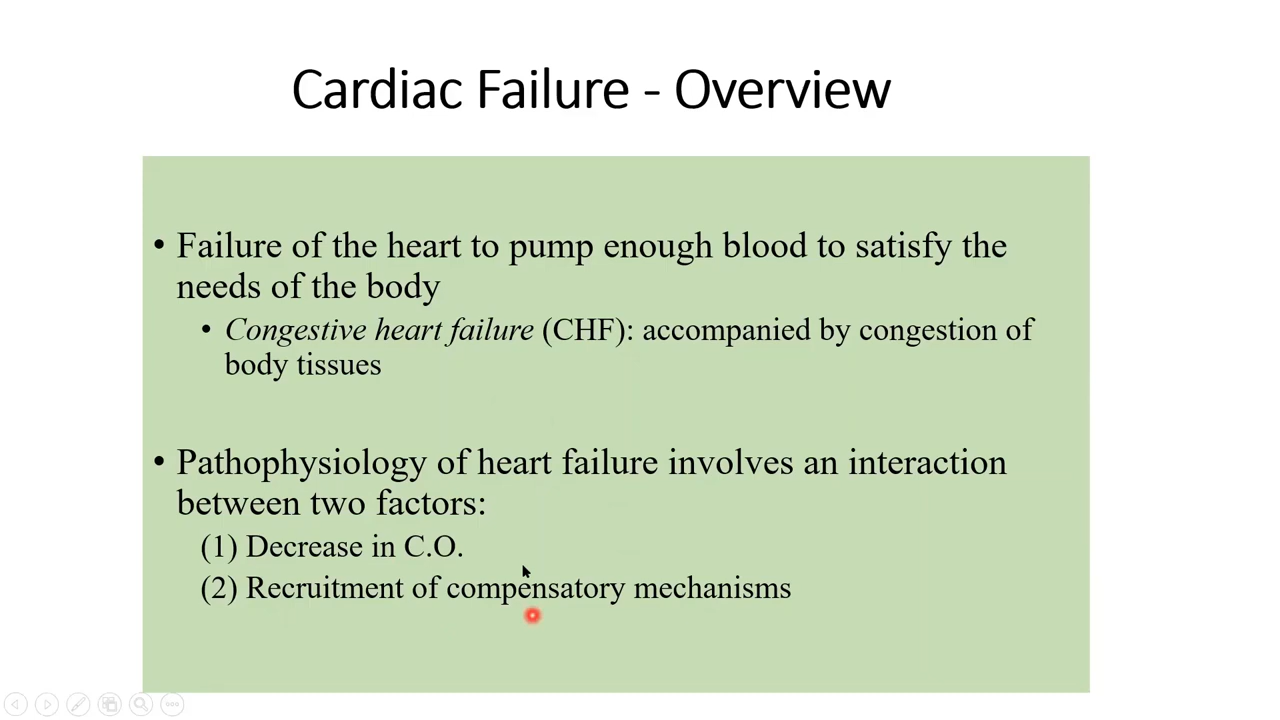 Cardiac Failure - Overview
• Failure of the heart to pump enough blood to satisfy the
needs of the body
• Congestive heart failure (CHF): accompanied by congestion of
body tissues
• Pathophysiology of heart failure involves an interaction
between two factors:
(1) Decrease in C.O.
(2) Recruitment of compensatory mechanisms